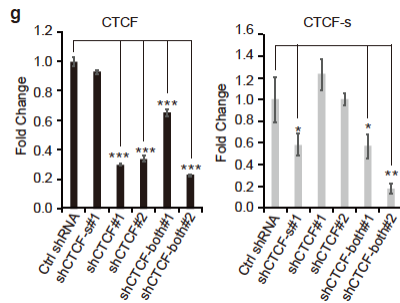 g
CTCF
Fold Change
1.2
1.0
0.8
0.6
0.4
0.2
0.0
***
***
***
***
Ctrl shRNA
shCTCF-s#1
shCTCF#1
shCTCF#2
shCTCF-both#1
shCTCF-both#2
CTCF-s
Fold Change
1.6
1.4
1.2
1.0
0.8
0.6
0.4
0.2
0.0
*
*
**
Ctrl shRNA
shCTCF-s#1
shCTCF#1
shCTCF#2
shCTCF-both#1
shCTCF-both#2